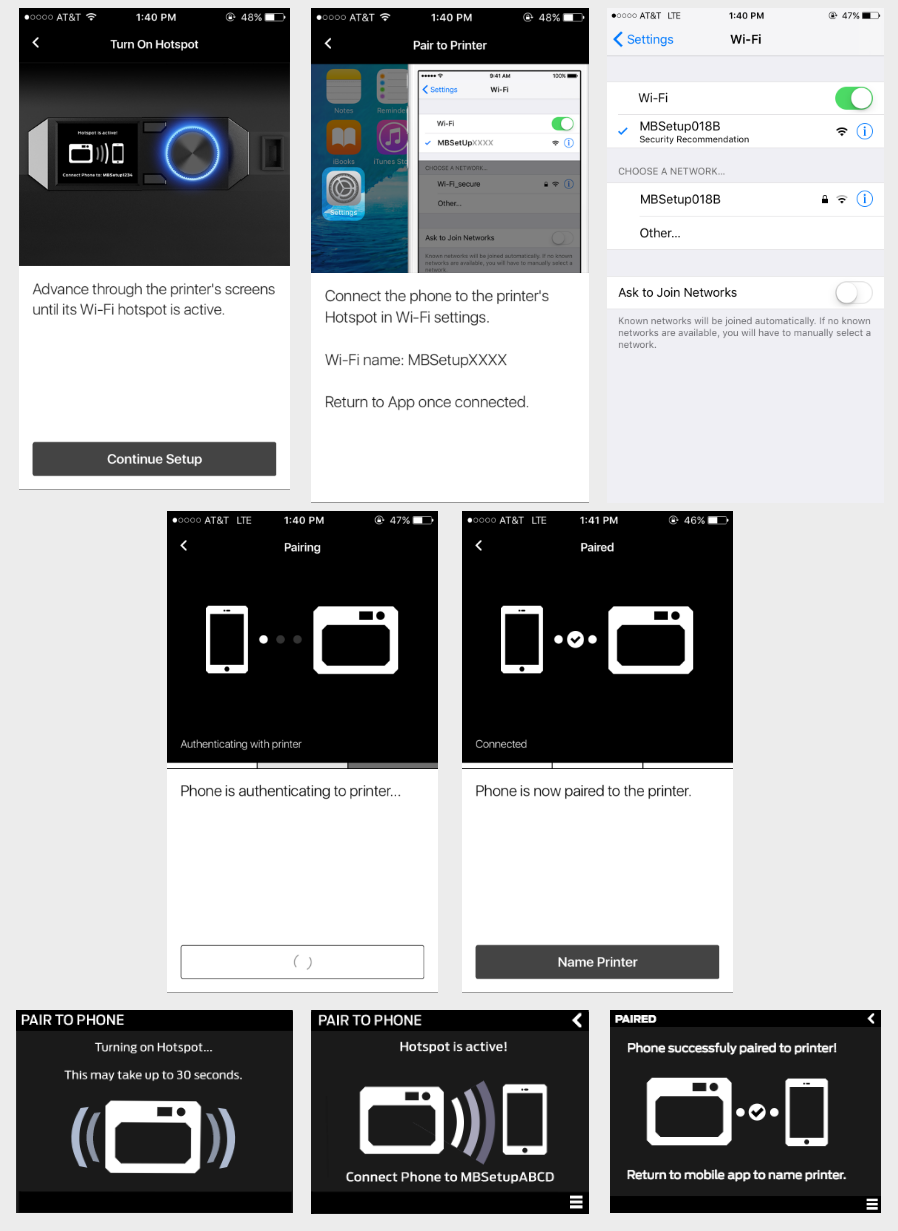 AT&T 1:40 PM 48%
Turn On Hotspot
Hotspot is active!
Connect Phone to: MBSetup1234
Advance through the printer's screens
until its Wi-Fi hotspot is active.
Continue Setup
AT&T 1:40 PM 48%
Pair to Printer
Notes
Reminde
iBooks
iTunes Sto
Settings
9:41 AM 100%
Settings Wi-Fi
Wi-Fi
MBSetUpXXXX
CHOOSE A NETWORK...
Wi-Fi_secure
Other...
Ask to Join Networks
Known networks will be joined automatically. If no known
networks are available, you will have to manually select a
network.
Connect the phone to the printer's
Hotspot in Wi-Fi settings.
Wi-Fi name: MBSetupXXXX
Return to App once connected.
AT&T LTE 1:40 PM 47%
Settings Wi-Fi
Wi-Fi
MBSetup018B
Security Recommendation
CHOOSE A NETWORK...
MBSetup018B
Other...
Ask to Join Networks
Known networks will be joined automatically. If no known
networks are available, you will have to manually select a
network.
AT&T LTE 1:40 PM 47%
Pairing
Authenticating with printer
Phone is authenticating to printer...
AT&T LTE 1:41 PM 46%
Paired
Connected
Phone is now paired to the printer.
Name Printer
PAIR TO PHONE
Turning on Hotspot...
This may take up to 30 seconds.
PAIR TO PHONE
Hotspot is active!
Connect Phone to MBSetupABCD
PAIRED
Phone successfuly paired to printer!
Return to mobile app to name printer.